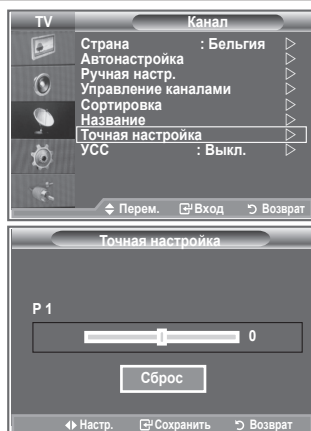 TV Канал
Страна : Бельгия
Автонастройка
Ручная настр.
Управление каналами
Сортировка
Название
Точная настройка
УСС : Выкл.
Перем. Вход Возврат
Точная настройка
P 1
0
Сброс
Настр. Сохранить Возврат